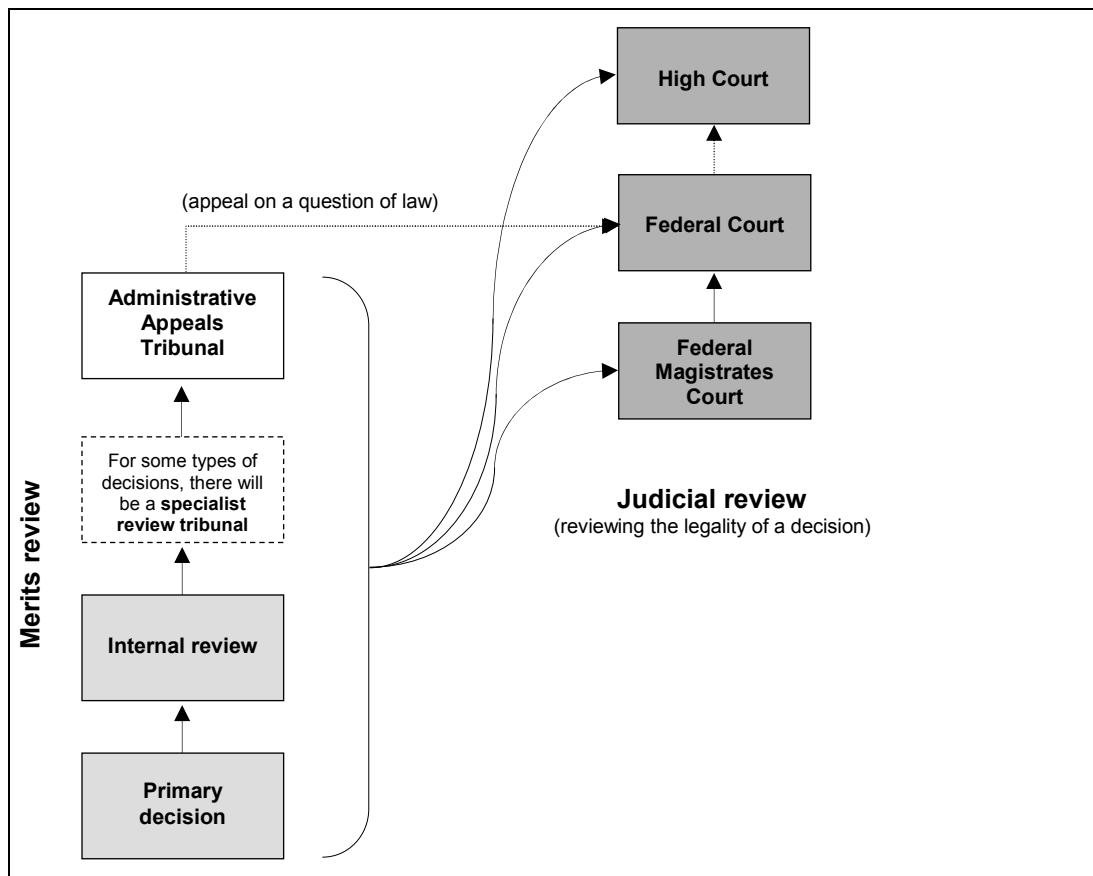 High Court
(appeal on a question of law)
Federal Court
Administrative
Appeals
Tribunal
Federal
Magistrates
Court
For some types of
decisions, there will
be a specialist
review tribunal
Judicial review
(reviewing the legality of a decision)
Merits review
Internal review
Primary
decision